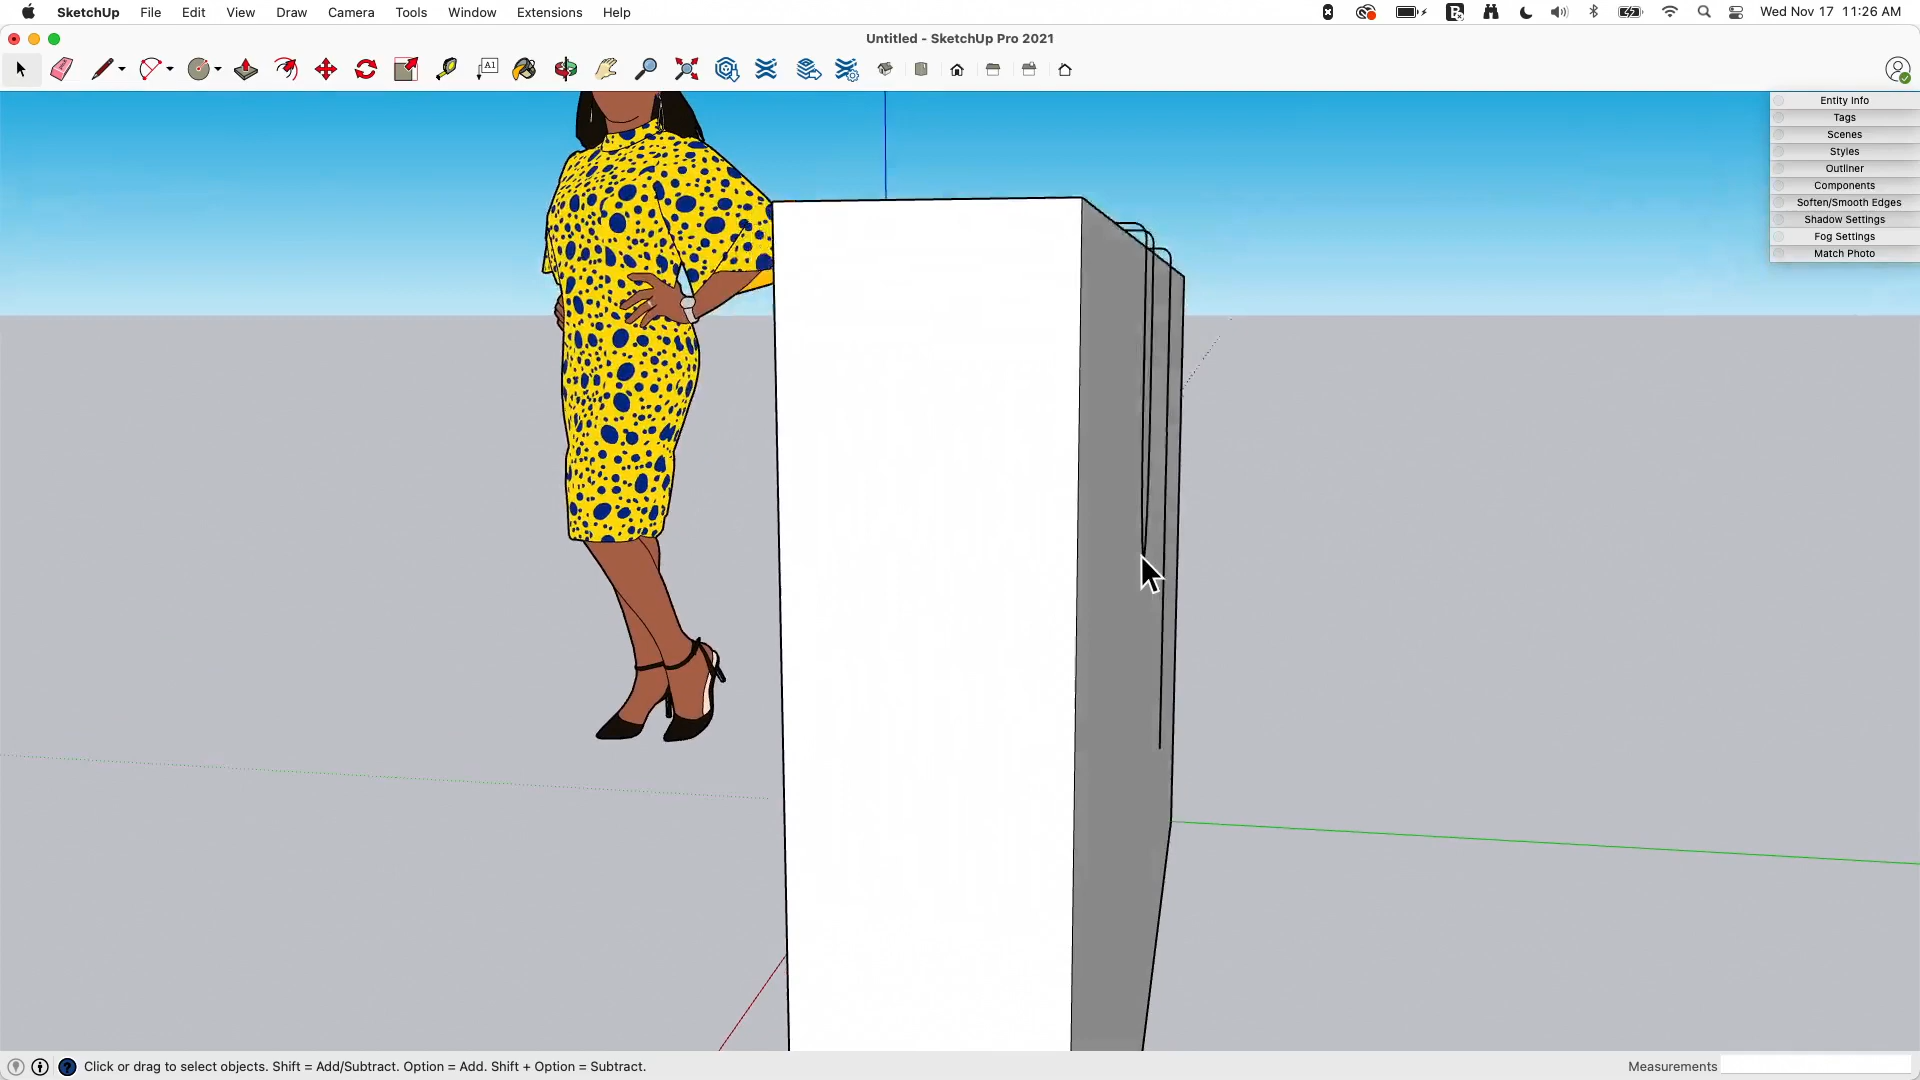 SketchUp File Edit View Draw Camera Tools Window Extensions Help Wed Nov 17 11:26 AM
Untitled - SketchUp Pro 2021
A1
Entity Info
Tags
Scenes
Styles
Outliner
Components
Soften/Smooth Edges
Shadow Settings
Fog Settings
Match Photo
Click or drag to select objects. Shift = Add/Subtract. Option = Add. Shift + Option = Subtract. Measurements